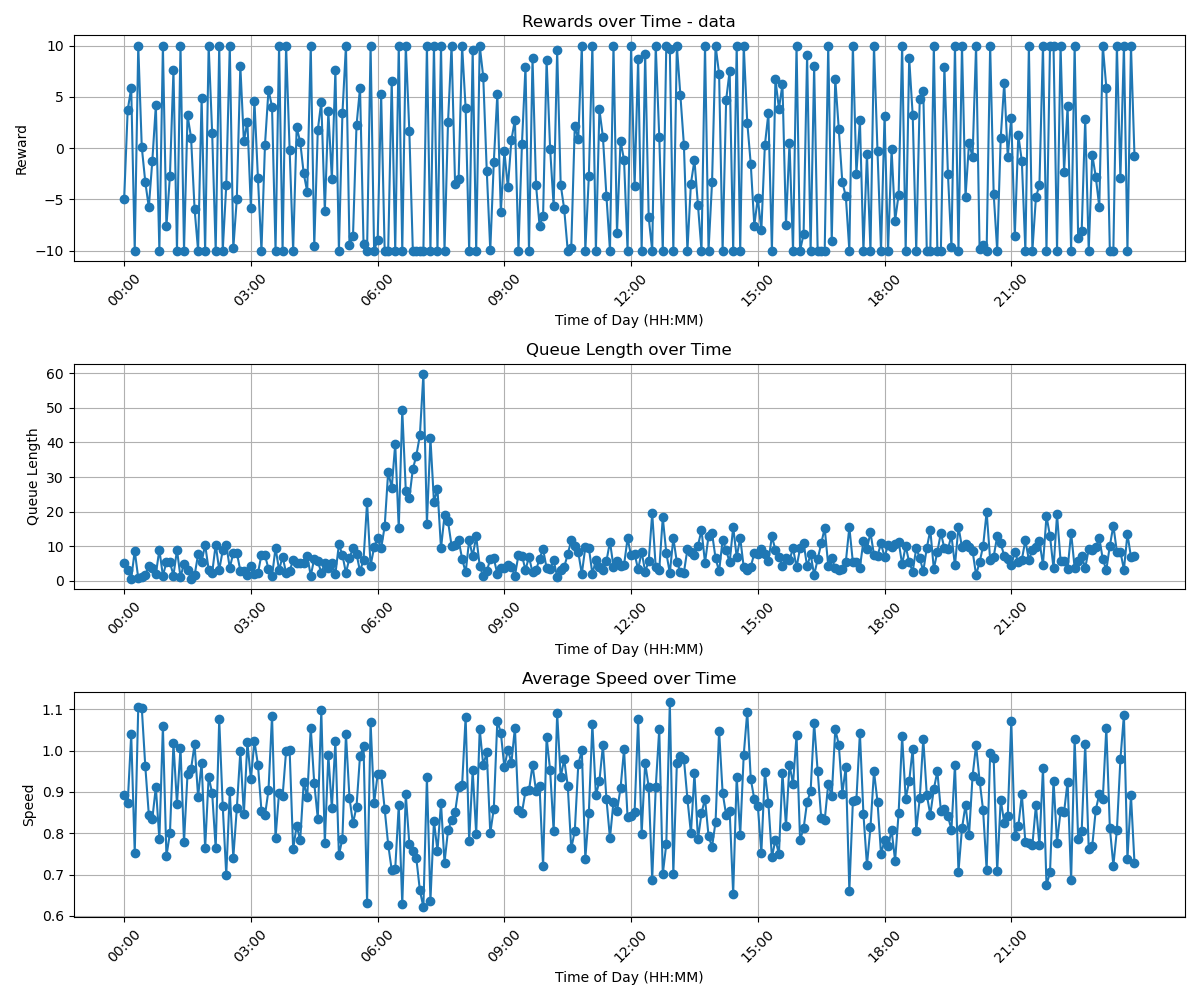 Rewards over Time - data
Reward
10
5
0
−5
−10
00:00 03:00 06:00 09:00 12:00 15:00 18:00 21:00
Time of Day (HH:MM)
Queue Length over Time
Queue Length
60
50
40
30
20
10
0
00:00 03:00 06:00 09:00 12:00 15:00 18:00 21:00
Time of Day (HH:MM)
Average Speed over Time
Speed
1.1
1.0
0.9
0.8
0.7
0.6
00:00 03:00 06:00 09:00 12:00 15:00 18:00 21:00
Time of Day (HH:MM)